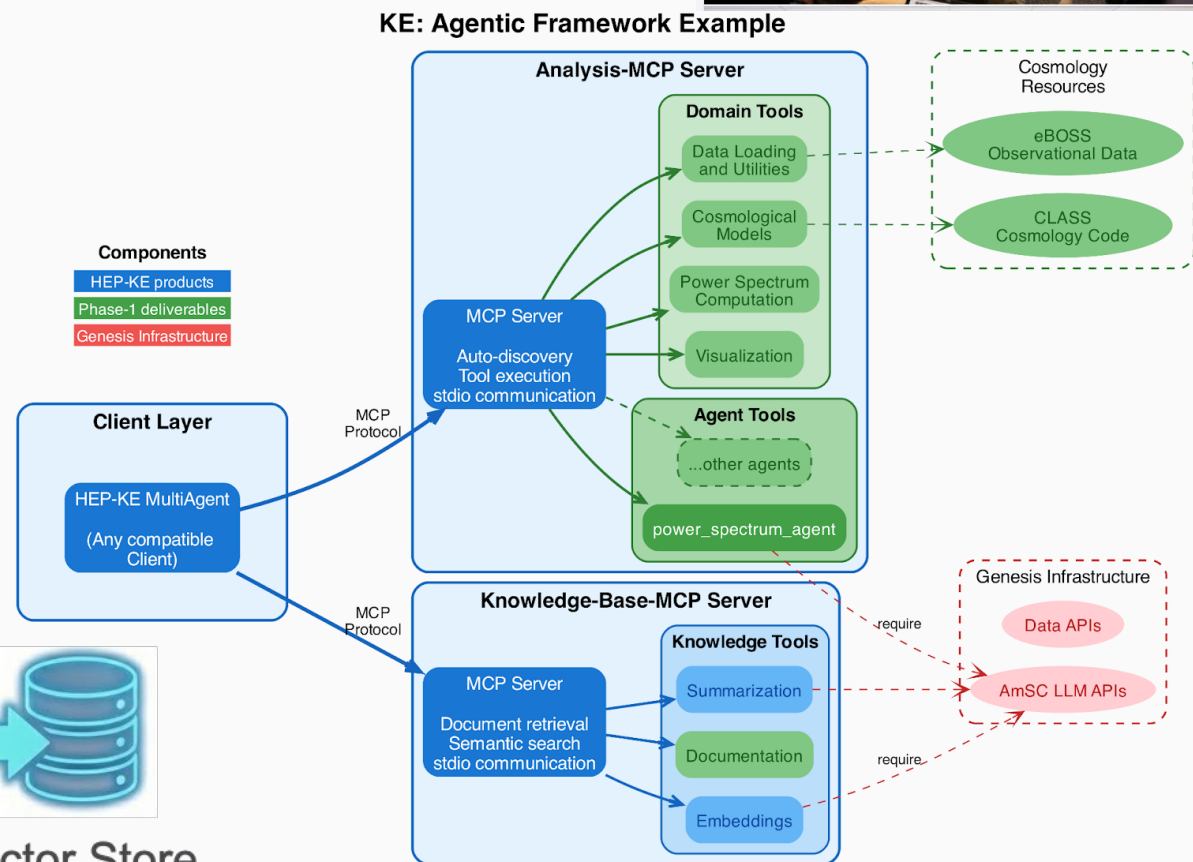 KE: Agentic Framework Example
Analysis-MCP Server
Domain Tools
Data Loading
and Utilities
Cosmological
Models
Power Spectrum
Computation
Visualization
Cosmology
Resources
eBOSS
Observational Data
CLASS
Cosmology Code
Components
HEP-KE products
Phase-1 deliverables
Genesis Infrastructure
MCP Server
Auto-discovery
Tool execution
stdio communication
Agent Tools
...other agents
power_spectrum_agent
Client Layer
HEP-KE MultiAgent
(Any compatible
Client)
MCP
Protocol
MCP
Protocol
Knowledge-Base-MCP Server
MCP Server
Document retrieval
Semantic search
stdio communication
Knowledge Tools
Summarization
Documentation
Embeddings
require
require
Genesis Infrastructure
Data APIs
AmSC LLM APIs
ctor Store